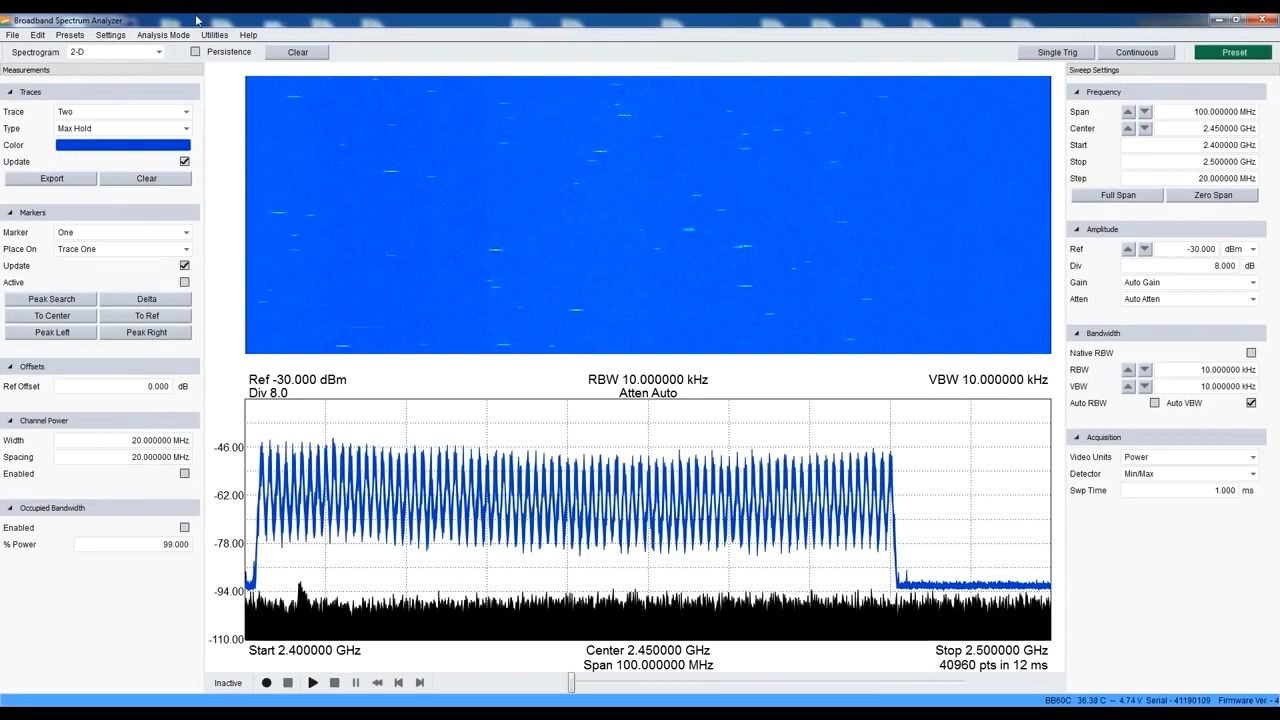 Broadband Spectrum Analyzer
File Edit Presets Settings Analysis Mode Utilities Help
Spectrogram 2-D Persistence Clear Single Trig Continuous Preset
Measurements
Traces
Trace Two
Type Max Hold
Color
Update
Export Clear
Markers
Marker One
Place On Trace One
Update
Active
Peak Search Delta
To Center To Ref
Peak Left Peak Right
Offsets
Ref Offset 0.000 dB
Channel Power
Width 20.000000 MHz
Spacing 20.000000 MHz
Enabled
Occupied Bandwidth
Enabled
% Power 99.000
Ref -30.000 dBm RBW 10.000000 kHz VBW 10.000000 kHz
Div 8.0 Atten Auto
-46.00
-62.00
-78.00
-94.00
-110.00
Start 2.400000 GHz Center 2.450000 GHz Stop 2.500000 GHz
Span 100.000000 MHz 40960 pts in 12 ms
Inactive
Sweep Settings
Frequency
Span 100.000000 MHz
Center 2.450000 GHz
Start 2.400000 GHz
Stop 2.500000 GHz
Step 20.000000 MHz
Full Span Zero Span
Amplitude
Ref -30.000 dBm
Div 8.000 dB
Gain Auto Gain
Atten Auto Atten
Bandwidth
Native RBW
RBW 10.000000 kHz
VBW 10.000000 kHz
Auto RBW Auto VBW
Acquisition
Video Units Power
Detector Min/Max
Swp Time 1.000 ms
BB60C 36.38 C -- 4.74 V Serial - 41190109 Firmware Ver. - 4